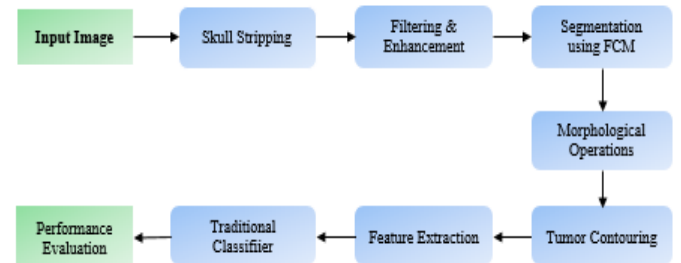 Input Image
Skull Stripping
Filtering &
Enhancement
Segmentation
using FCM
Morphological
Operations
Tumor Contouring
Feature Extraction
Traditional
Classifiier
Performance
Evaluation